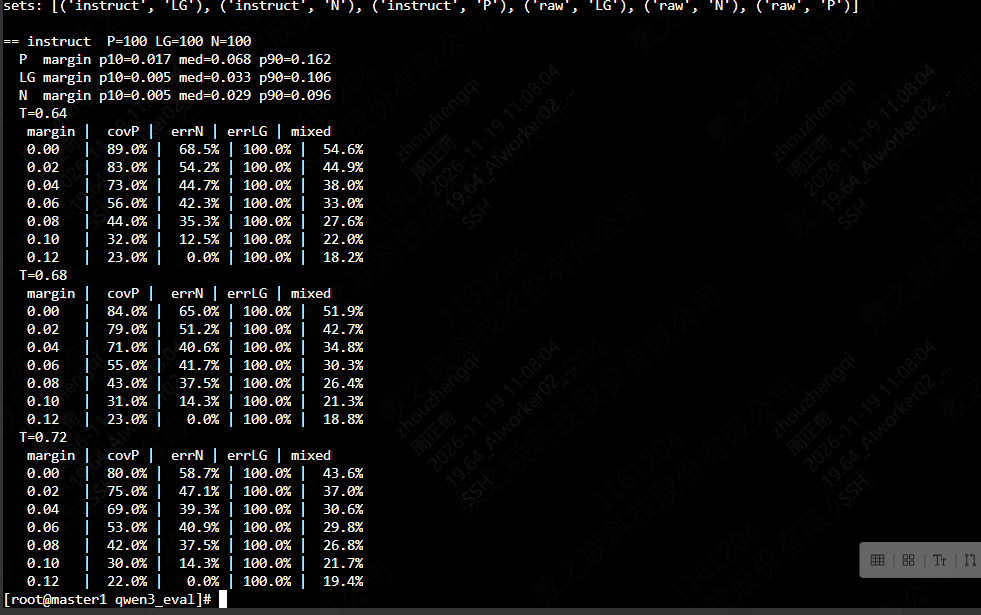 sets: [('instruct', 'LG'), ('instruct', 'N'), ('instruct', 'P'), ('raw', 'LG'), ('raw', 'N'), ('raw', 'P')]
== instruct  P=100 LG=100 N=100
P  margin p10=0.017 med=0.068 p90=0.162
LG margin p10=0.005 med=0.033 p90=0.106
N  margin p10=0.005 med=0.029 p90=0.096
T=0.64
margin |  covP |  errN | errLG | mixed
0.00   | 89.0% |  68.5% | 100.0% |  54.6%
0.02   | 83.0% |  54.2% | 100.0% |  44.9%
0.04   | 73.0% |  44.7% | 100.0% |  38.0%
0.06   | 56.0% |  42.3% | 100.0% |  33.0%
0.08   | 44.0% |  35.3% | 100.0% |  27.6%
0.10   | 32.0% |  12.5% | 100.0% |  22.0%
0.12   | 23.0% |   0.0% | 100.0% |  18.2%
T=0.68
margin |  covP |  errN | errLG | mixed
0.00   | 84.0% |  65.0% | 100.0% |  51.9%
0.02   | 79.0% |  51.2% | 100.0% |  42.7%
0.04   | 71.0% |  40.6% | 100.0% |  34.8%
0.06   | 55.0% |  41.7% | 100.0% |  30.3%
0.08   | 43.0% |  37.5% | 100.0% |  26.4%
0.10   | 31.0% |  14.3% | 100.0% |  21.3%
0.12   | 23.0% |   0.0% | 100.0% |  18.8%
T=0.72
margin |  covP |  errN | errLG | mixed
0.00   | 80.0% |  58.7% | 100.0% |  43.6%
0.02   | 75.0% |  47.1% | 100.0% |  37.0%
0.04   | 69.0% |  39.3% | 100.0% |  30.6%
0.06   | 53.0% |  40.9% | 100.0% |  29.8%
0.08   | 42.0% |  37.5% | 100.0% |  26.8%
0.10   | 30.0% |  14.3% | 100.0% |  21.7%
0.12   | 22.0% |   0.0% | 100.0% |  19.4%
[root@master1 qwen3_eval]#
zhouzhengqi
周正奇
2026-11-19 11:08:04
19.64_AIworker02_...
SSH